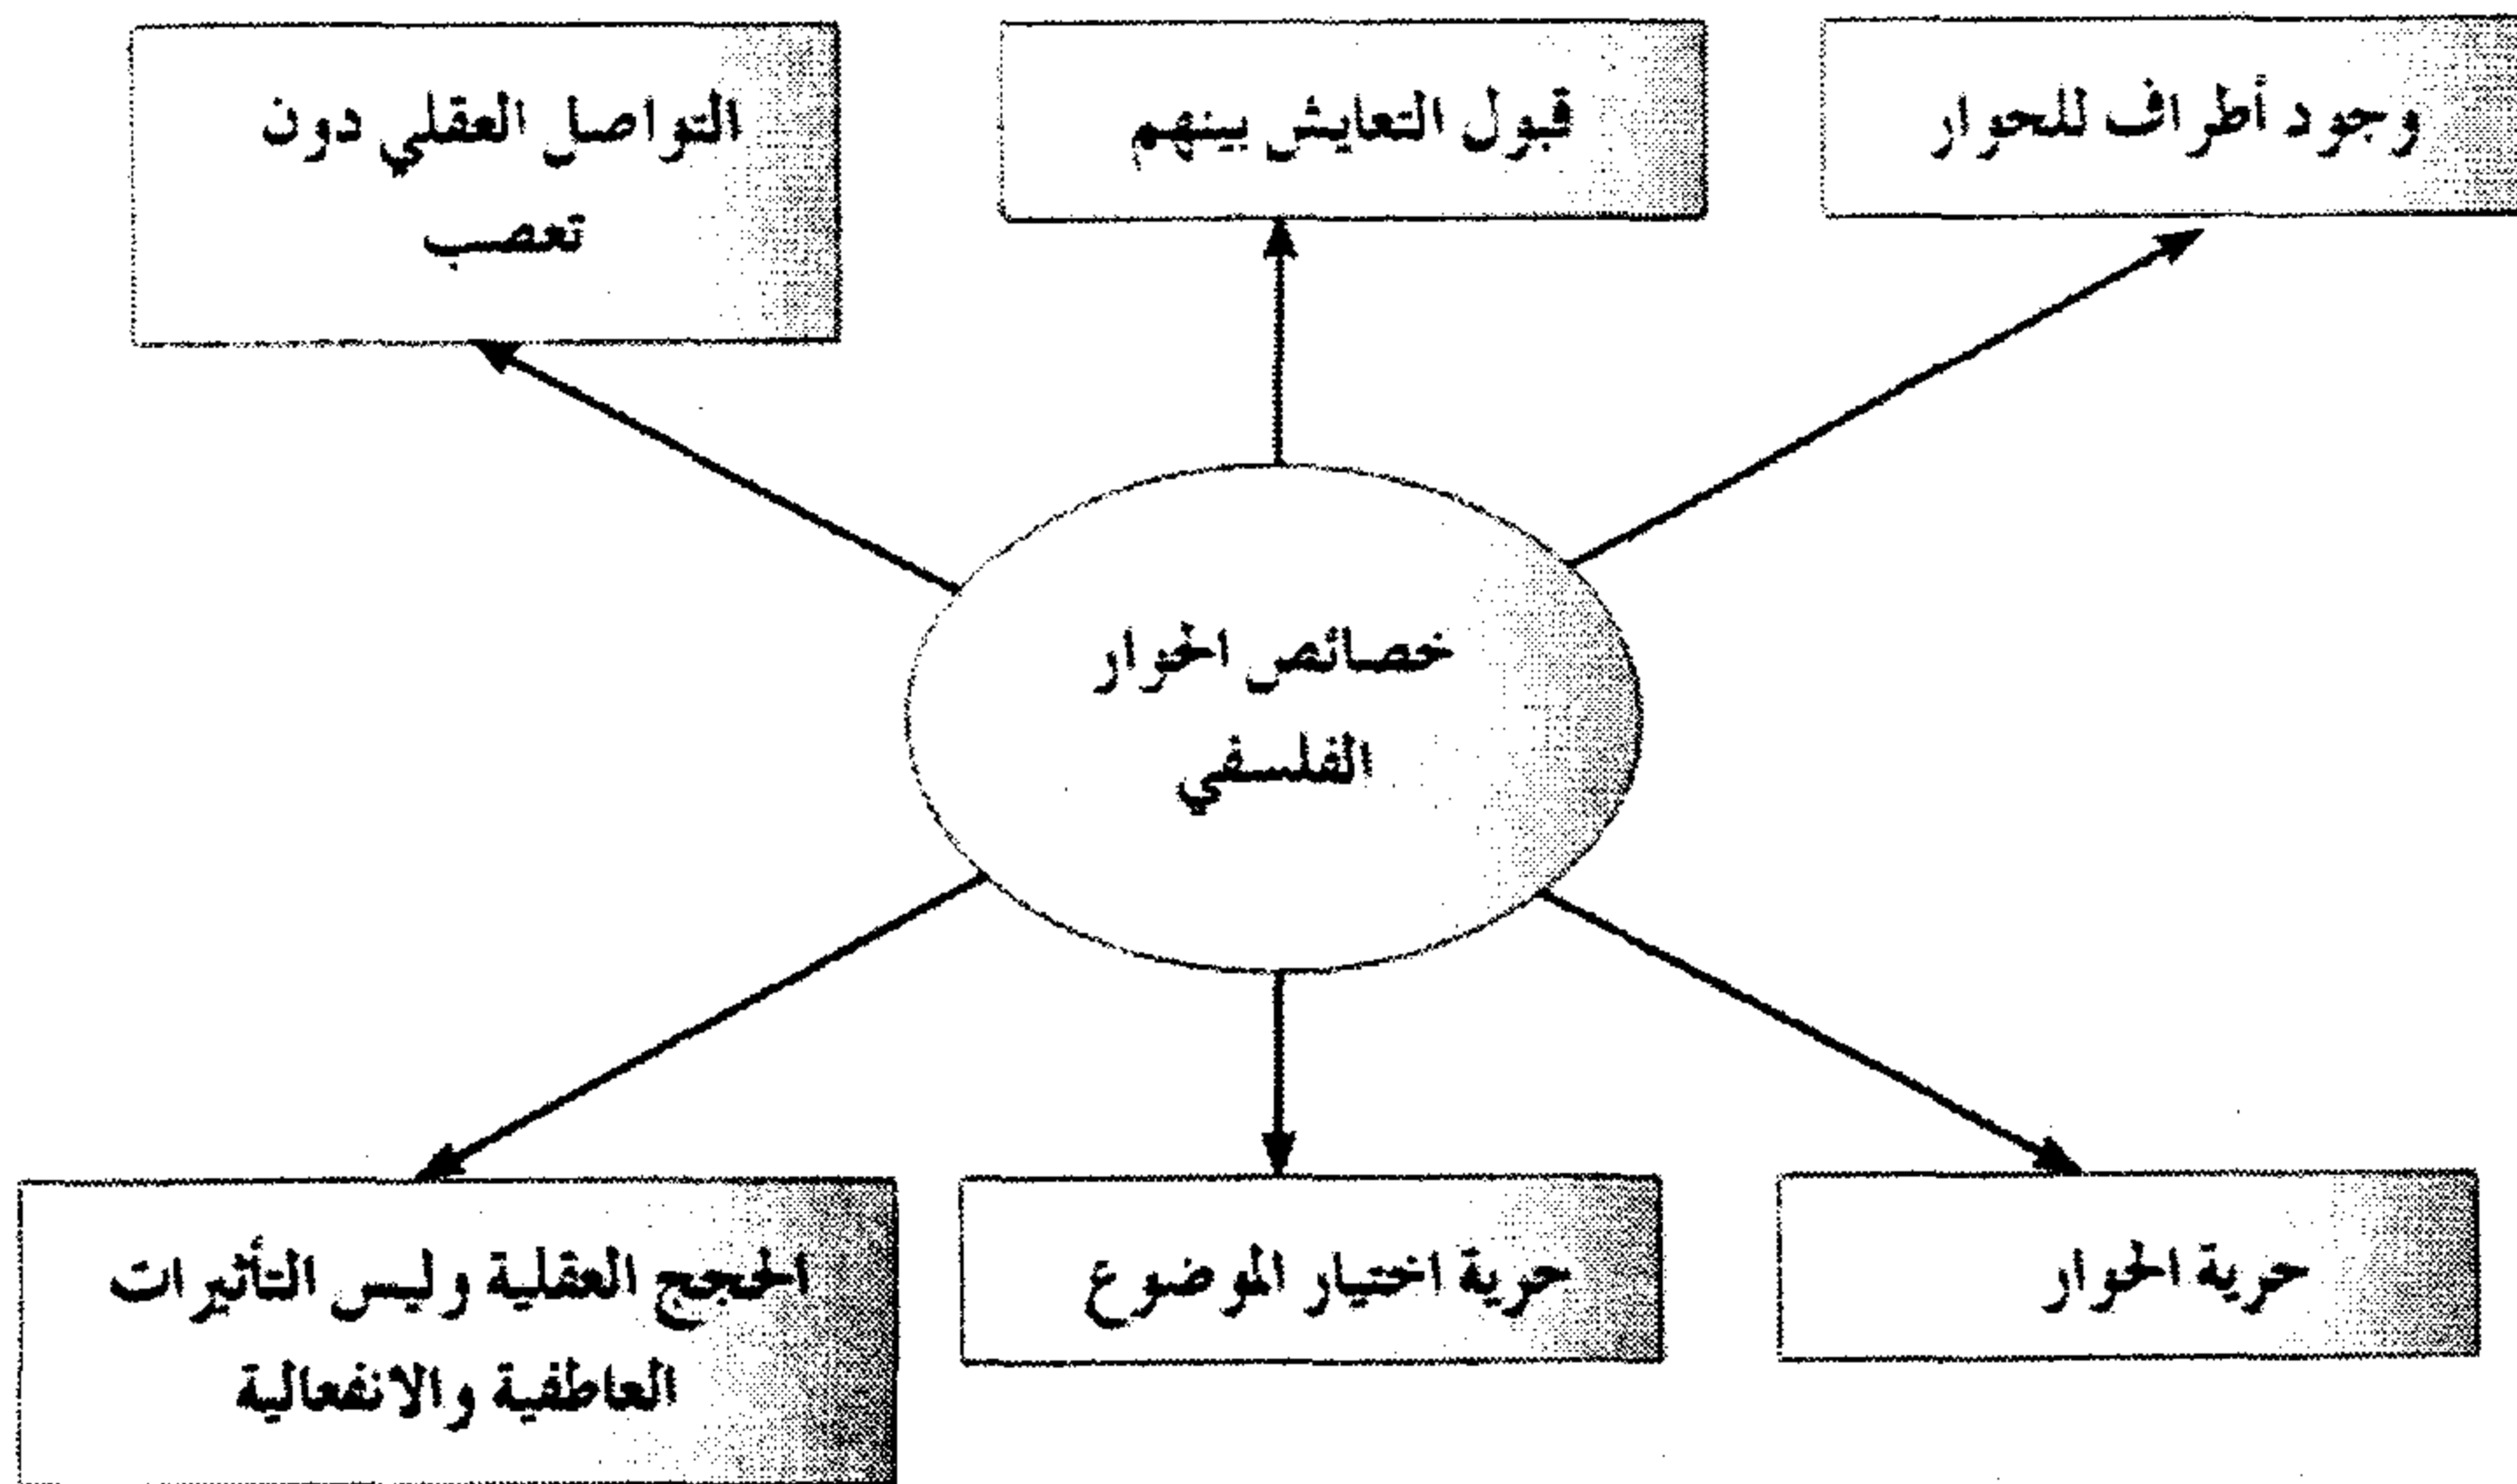 وجود أطراف للحوار
قبول التعايش بينهم
التواصل العقلي دون
تعصب
خصائص الحوار
الفلسفي
حرية الحوار
حرية اختيار الموضوع
الحجج العقلية وليس التأثيرات
العاطفية والانفعالية